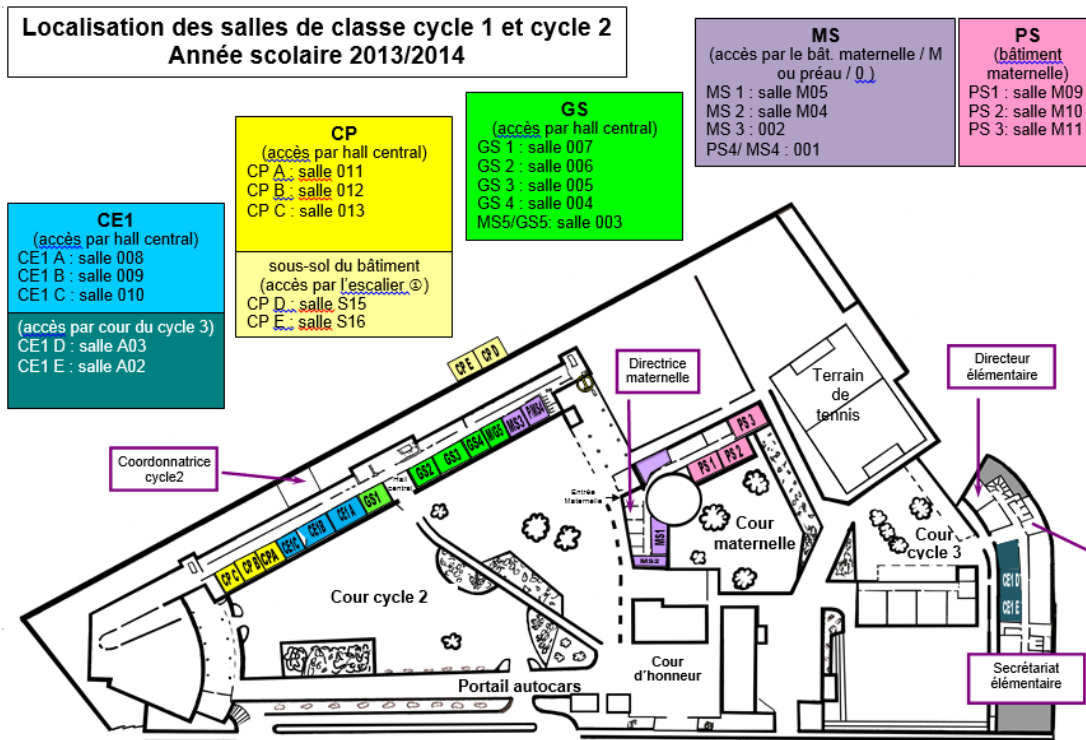 Localisation des salles de classe cycle 1 et cycle 2
Année scolaire 2013/2014
MS
(accès par le bât. maternelle / M
ou préau / 0 )
MS 1 : salle M05
MS 2 : salle M04
MS 3 : 002
PS4/ MS4 : 001
PS
(bâtiment
maternelle)
PS1 : salle M09
PS 2: salle M10
PS 3: salle M11
GS
(accès par hall central)
GS 1 : salle 007
GS 2 : salle 006
GS 3 : salle 005
GS 4 : salle 004
MS5/GS5: salle 003
CP
(accès par hall central)
CP A : salle 011
CP B : salle 012
CP C : salle 013
sous-sol du bâtiment
(accès par l'escalier ①)
CP D : salle S15
CP E : salle S16
CE1
(accès par hall central)
CE1 A : salle 008
CE1 B : salle 009
CE1 C : salle 010
(accès par cour du cycle 3)
CE1 D : salle A03
CE1 E : salle A02
CP E
CP D
Directrice
maternelle
Terrain
de
tennis
Directeur
élémentaire
Coordonnatrice
cycle2
Hall
central
CP C
CP B
CPA
CE1C
CE1B
CE1 A
GS1
GS2
GS3
GS4
M/G5
MS3
P/MS4
Entrée
Maternelle
PS 1
PS 2
PS 3
MS1
MS2
Cour
maternelle
Cour
cycle 3
CE1 D
CE1 E
Cour cycle 2
Cour
d'honneur
Portail autocars
Secrétariat
élémentaire